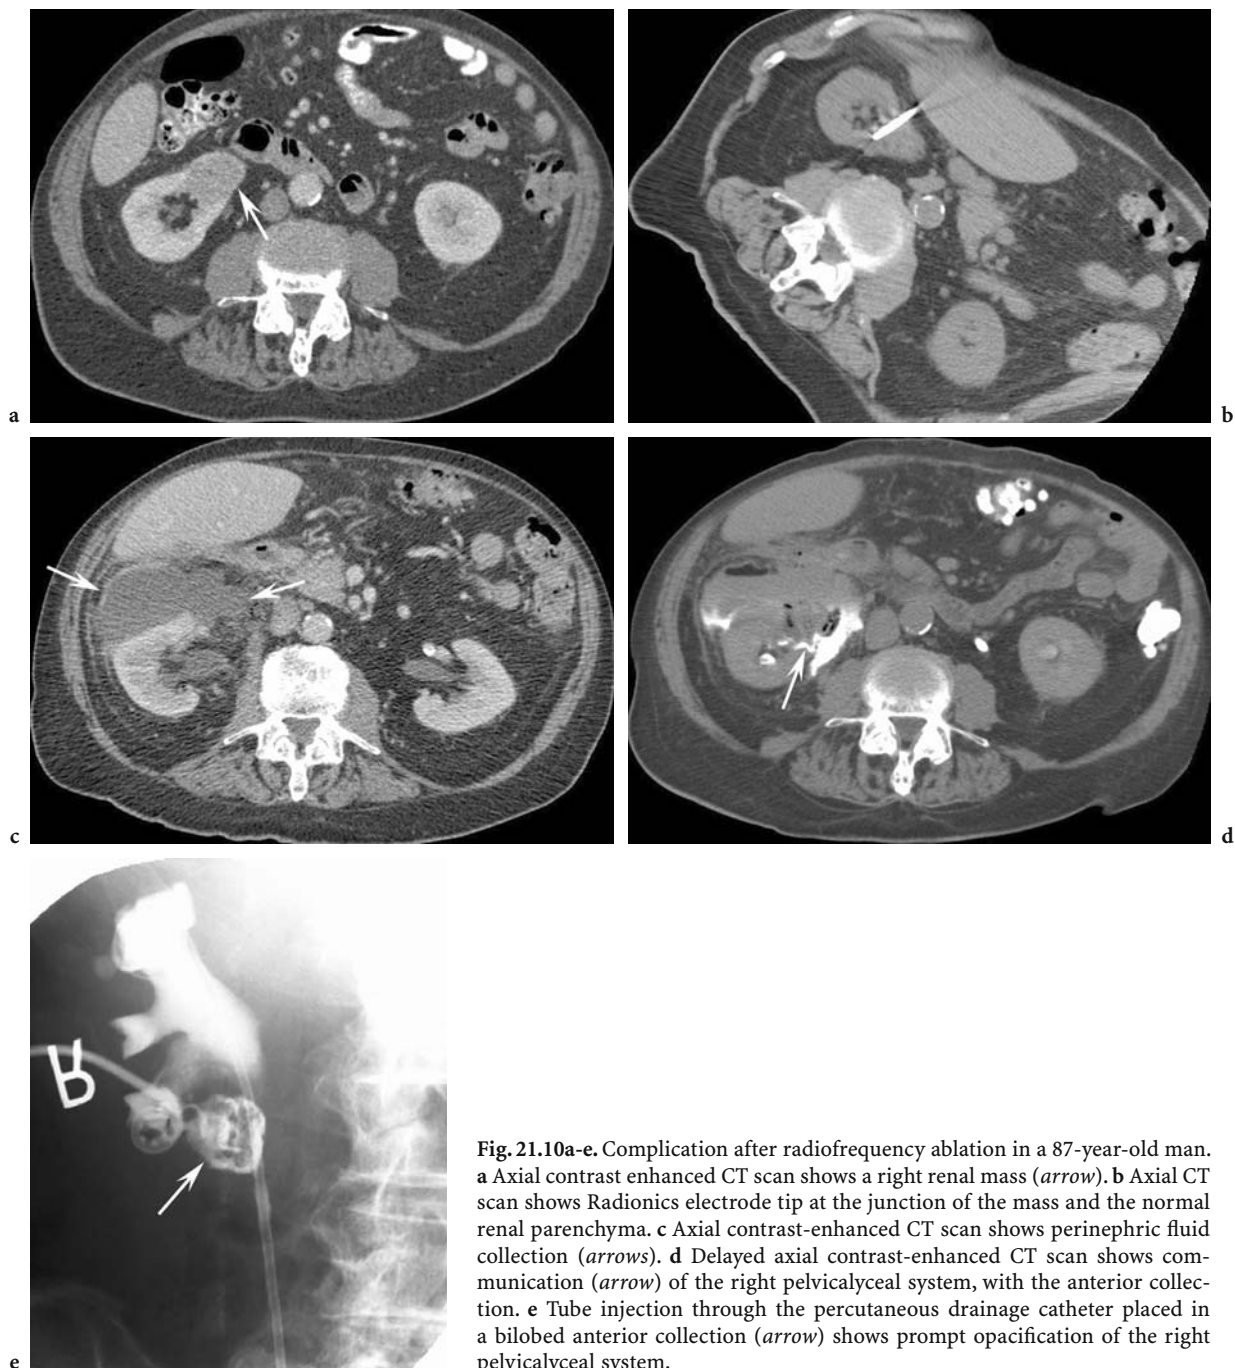 a
b
c
d
R
e
Fig. 21.10a-e. Complication after radiofrequency ablation in a 87-year-old man.
a Axial contrast enhanced CT scan shows a right renal mass (arrow). b Axial CT
scan shows Radionics electrode tip at the junction of the mass and the normal
renal parenchyma. c Axial contrast-enhanced CT scan shows perinephric fluid
collection (arrows). d Delayed axial contrast-enhanced CT scan shows com-
munication (arrow) of the right pelvicalyceal system, with the anterior collec-
tion. e Tube injection through the percutaneous drainage catheter placed in
a bilobed anterior collection (arrow) shows prompt opacification of the right
pelvicalyceal system.